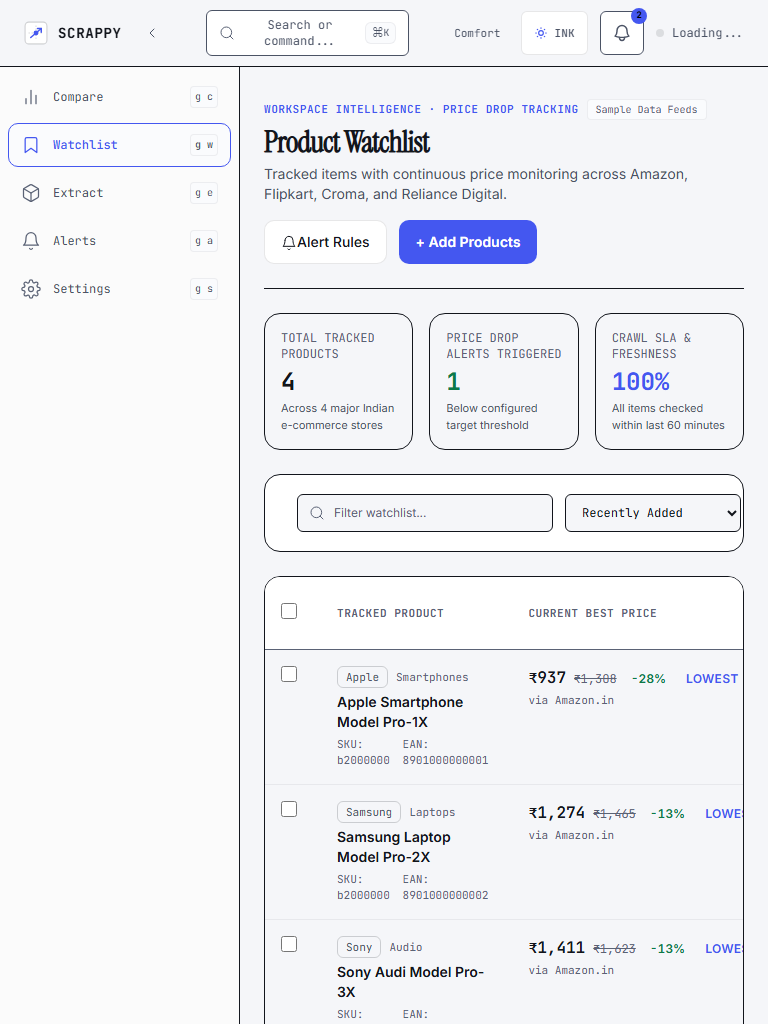 SCRAPPY
Search or
command...
⌘K
Comfort
INK
2
Loading...
Compare
g c
Watchlist
g w
Extract
g e
Alerts
g a
Settings
g s
WORKSPACE INTELLIGENCE · PRICE DROP TRACKING
Sample Data Feeds
Product Watchlist
Tracked items with continuous price monitoring across Amazon,
Flipkart, Croma, and Reliance Digital.
Alert Rules
+ Add Products
TOTAL TRACKED
PRODUCTS
4
Across 4 major Indian
e-commerce stores
PRICE DROP
ALERTS TRIGGERED
1
Below configured
target threshold
CRAWL SLA &
FRESHNESS
100%
All items checked
within last 60 minutes
Filter watchlist...
Recently Added
TRACKED PRODUCT
CURRENT BEST PRICE
Apple Smartphones
Apple Smartphone
Model Pro-1X
SKU: EAN:
b2000000 8901000000001
₹937 ₹1,308 -28% LOWEST
via Amazon.in
Samsung Laptops
Samsung Laptop
Model Pro-2X
SKU: EAN:
b2000000 8901000000002
₹1,274 ₹1,465 -13% LOWES
via Amazon.in
Sony Audio
Sony Audi Model Pro-
3X
SKU: EAN:
₹1,411 ₹1,623 -13% LOWES
via Amazon.in